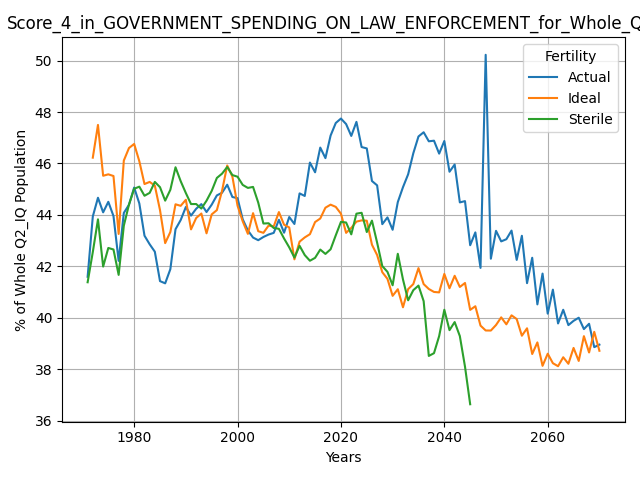 Score_4_in_GOVERNMENT_SPENDING_ON_LAW_ENFORCEMENT_for_Whole_Q
Fertility
Actual
Ideal
Sterile
% of Whole Q2_IQ Population
50
48
46
44
42
40
38
36
1980
2000
2020
2040
2060
Years